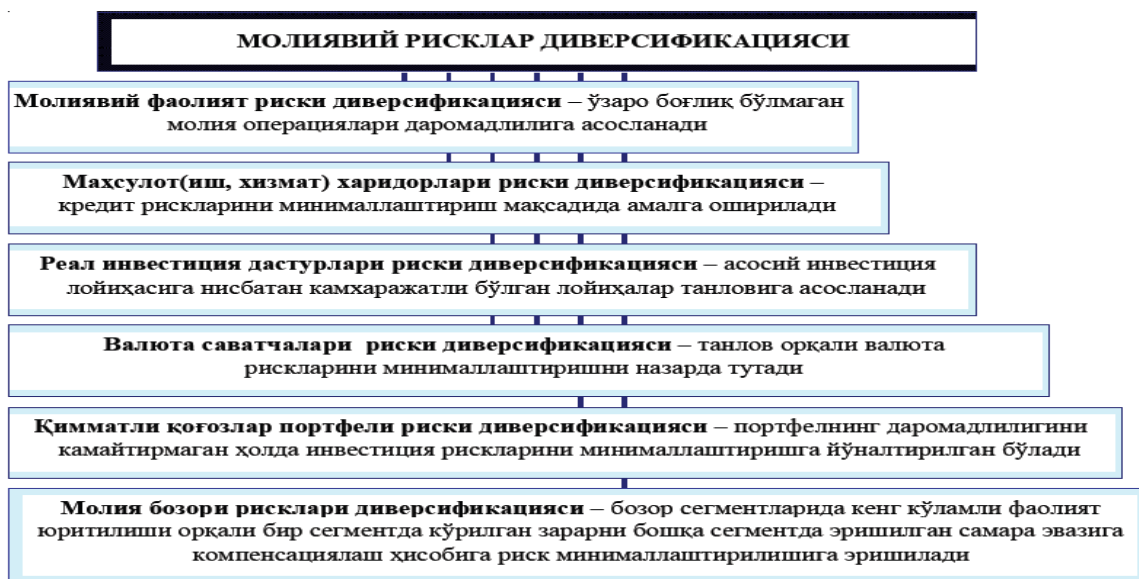 МОЛИЯВИЙ РИСКЛАР ДИВЕРСИФИКАЦИЯСИ
Молиявий фаолият риски диверсификацияси – ўзаро боғлиқ бўлмаган
молия операциялари даромадлилига асосланади
Маҳсулот(иш, хизмат) харидорлари риски диверсификацияси –
кредит рискларини минималлаштириш мақсадида амалга оширилади
Реал инвестиция дастурлари риски диверсификацияси – асосий инвестиция
лойиҳасига нисбатан камхаражатли бўлган лойиҳалар танловига асосланади
Валюта саватчалари риски диверсификацияси – танлов орқали валюта
рискларини минималлаштиришни назарда тутади
Қимматли қоғозлар портфели риски диверсификацияси – портфелнинг даромадлилигини
камайтирмаган ҳолда инвестиция рискларини минималлаштиришга йўналтирилган бўлади
Молия бозори рисклари диверсификацияси – бозор сегментларида кенг кўламли фаолият
юритилиши орқали бир сегментда кўрилган зарарни бошқа сегментда эришилган самара эвазига
компенсациялаш ҳисобига риск минималлаштирилишига эришилади